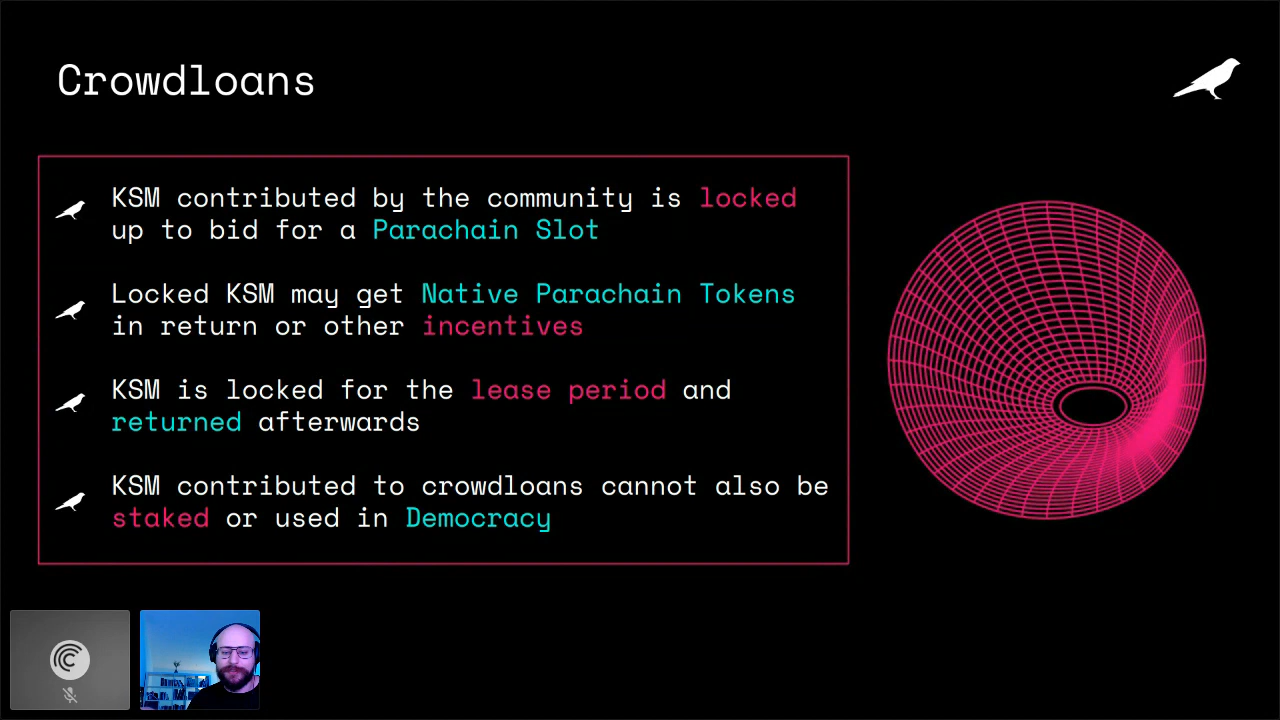 Crowdloans
KSM contributed by the community is locked
up to bid for a Parachain Slot
Locked KSM may get Native Parachain Tokens
in return or other incentives
KSM is locked for the lease period and
returned afterwards
KSM contributed to crowdloans cannot also be
staked or used in Democracy